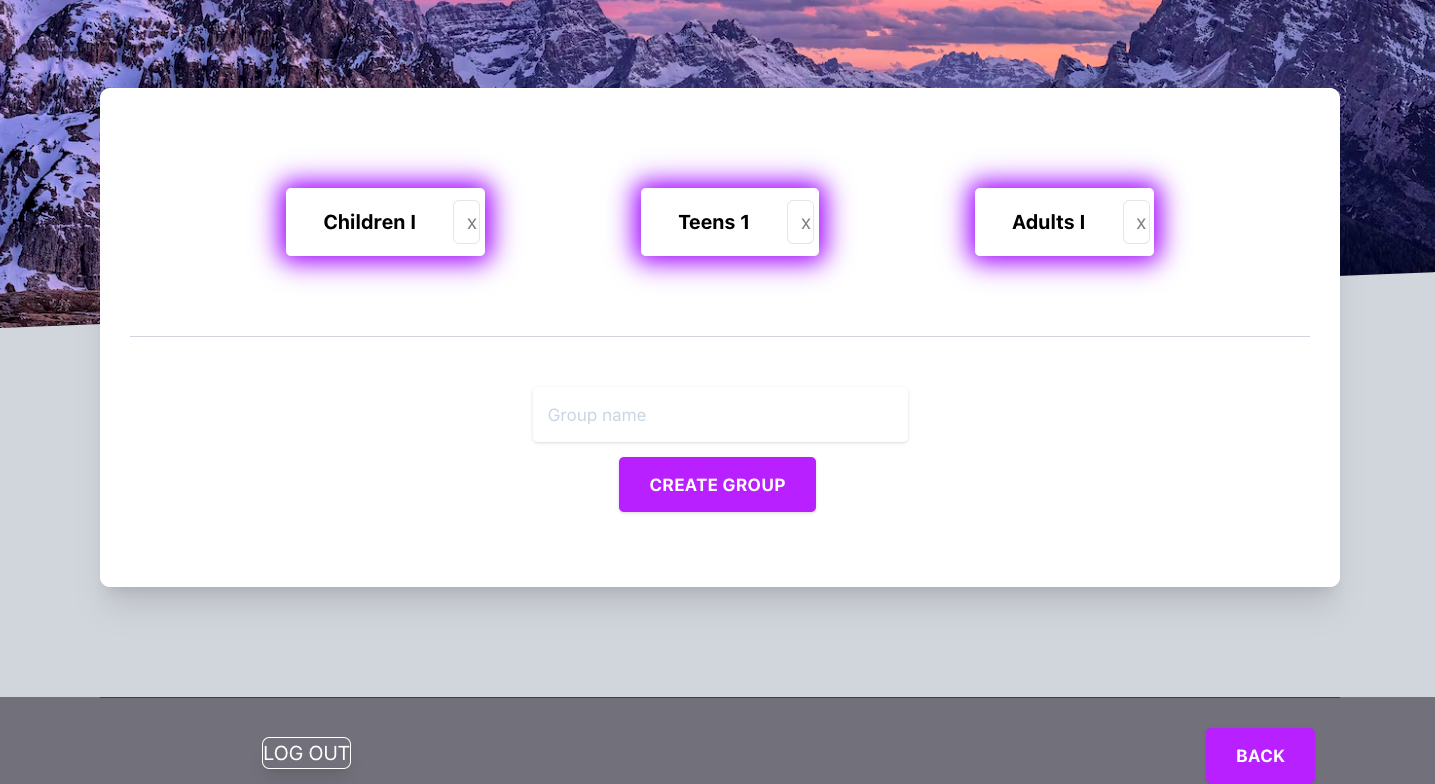 Children I x Teens 1 x Adults I x
Group name
CREATE GROUP
LOG OUT BACK